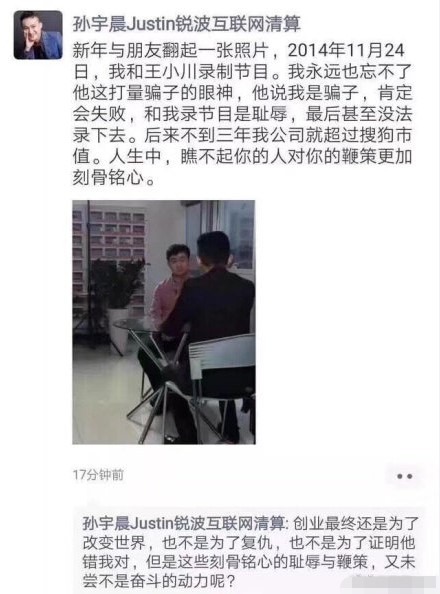 孙宇晨Justin锐波互联网清算
新年与朋友翻起一张照片，2014年11月24
日，我和王小川录制节目。我永远也忘不了
他这打量骗子的眼神，他说我是骗子，肯定
会失败，和我录节目是耻辱，最后甚至没法
录下去。后来不到三年我公司就超过搜狗市
值。人生中，瞧不起你的人对你的鞭策更加
刻骨铭心。
17分钟前
孙宇晨Justin锐波互联网清算: 创业最终还是为了
改变世界，也不是为了复仇，也不是为了证明他
错我对，但是这些刻骨铭心的耻辱与鞭策，又未
尝不是奋斗的动力呢？